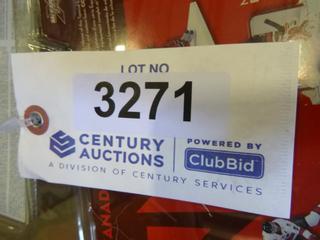 LOT NO
3271
CENTURY
AUCTIONS
POWERED BY
ClubBid
A DIVISION OF CENTURY SERVICES